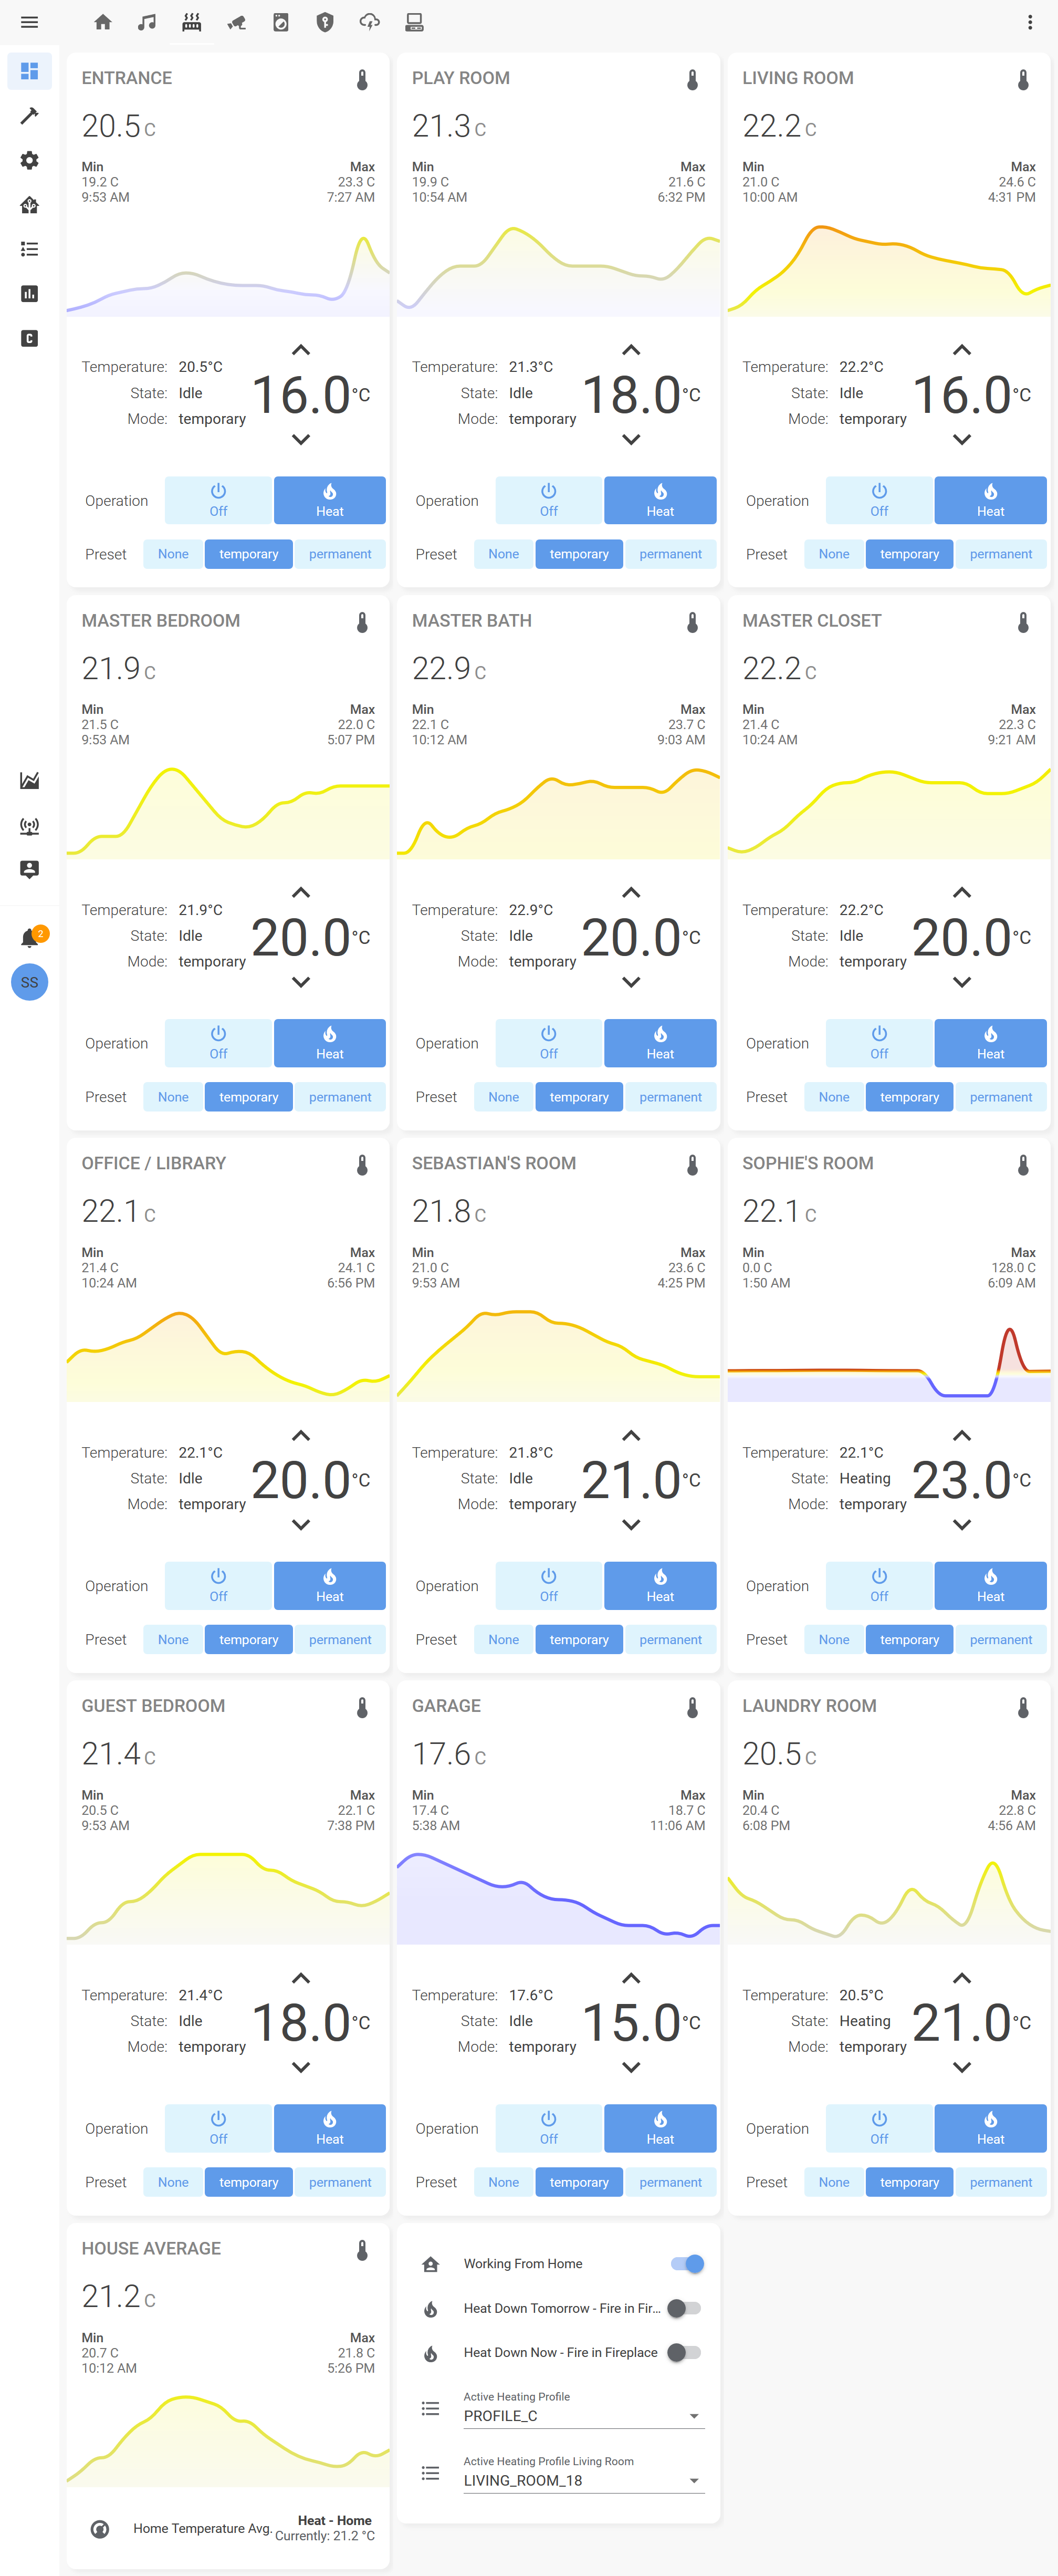 ENTRANCE
20.5 C
Min Max
19.2 C 23.3 C
9:53 AM 7:27 AM
Temperature: 20.5°C
State: Idle
Mode: temporary
16.0 °C
Operation Off Heat
Preset None temporary permanent
PLAY ROOM
21.3 C
Min Max
19.9 C 21.6 C
10:54 AM 6:32 PM
Temperature: 21.3°C
State: Idle
Mode: temporary
18.0 °C
Operation Off Heat
Preset None temporary permanent
LIVING ROOM
22.2 C
Min Max
21.0 C 24.6 C
10:00 AM 4:31 PM
Temperature: 22.2°C
State: Idle
Mode: temporary
16.0 °C
Operation Off Heat
Preset None temporary permanent
C
MASTER BEDROOM
21.9 C
Min Max
21.5 C 22.0 C
9:53 AM 5:07 PM
Temperature: 21.9°C
State: Idle
Mode: temporary
20.0 °C
Operation Off Heat
Preset None temporary permanent
MASTER BATH
22.9 C
Min Max
22.1 C 23.7 C
10:12 AM 9:03 AM
Temperature: 22.9°C
State: Idle
Mode: temporary
20.0 °C
Operation Off Heat
Preset None temporary permanent
MASTER CLOSET
22.2 C
Min Max
21.4 C 22.3 C
10:24 AM 9:21 AM
Temperature: 22.2°C
State: Idle
Mode: temporary
20.0 °C
Operation Off Heat
Preset None temporary permanent
2
SS
OFFICE / LIBRARY
22.1 C
Min Max
21.4 C 24.1 C
10:24 AM 6:56 PM
Temperature: 22.1°C
State: Idle
Mode: temporary
20.0 °C
Operation Off Heat
Preset None temporary permanent
SEBASTIAN'S ROOM
21.8 C
Min Max
21.0 C 23.6 C
9:53 AM 4:25 PM
Temperature: 21.8°C
State: Idle
Mode: temporary
21.0 °C
Operation Off Heat
Preset None temporary permanent
SOPHIE'S ROOM
22.1 C
Min Max
0.0 C 128.0 C
1:50 AM 6:09 AM
Temperature: 22.1°C
State: Heating
Mode: temporary
23.0 °C
Operation Off Heat
Preset None temporary permanent
GUEST BEDROOM
21.4 C
Min Max
20.5 C 22.1 C
9:53 AM 7:38 PM
Temperature: 21.4°C
State: Idle
Mode: temporary
18.0 °C
Operation Off Heat
Preset None temporary permanent
GARAGE
17.6 C
Min Max
17.4 C 18.7 C
5:38 AM 11:06 AM
Temperature: 17.6°C
State: Idle
Mode: temporary
15.0 °C
Operation Off Heat
Preset None temporary permanent
LAUNDRY ROOM
20.5 C
Min Max
20.4 C 22.8 C
6:08 PM 4:56 AM
Temperature: 20.5°C
State: Heating
Mode: temporary
21.0 °C
Operation Off Heat
Preset None temporary permanent
HOUSE AVERAGE
21.2 C
Min Max
20.7 C 21.8 C
10:12 AM 5:26 PM
Home Temperature Avg.
Heat - Home
Currently: 21.2 °C
Working From Home
Heat Down Tomorrow - Fire in Fir...
Heat Down Now - Fire in Fireplace
Active Heating Profile
PROFILE_C
Active Heating Profile Living Room
LIVING_ROOM_18